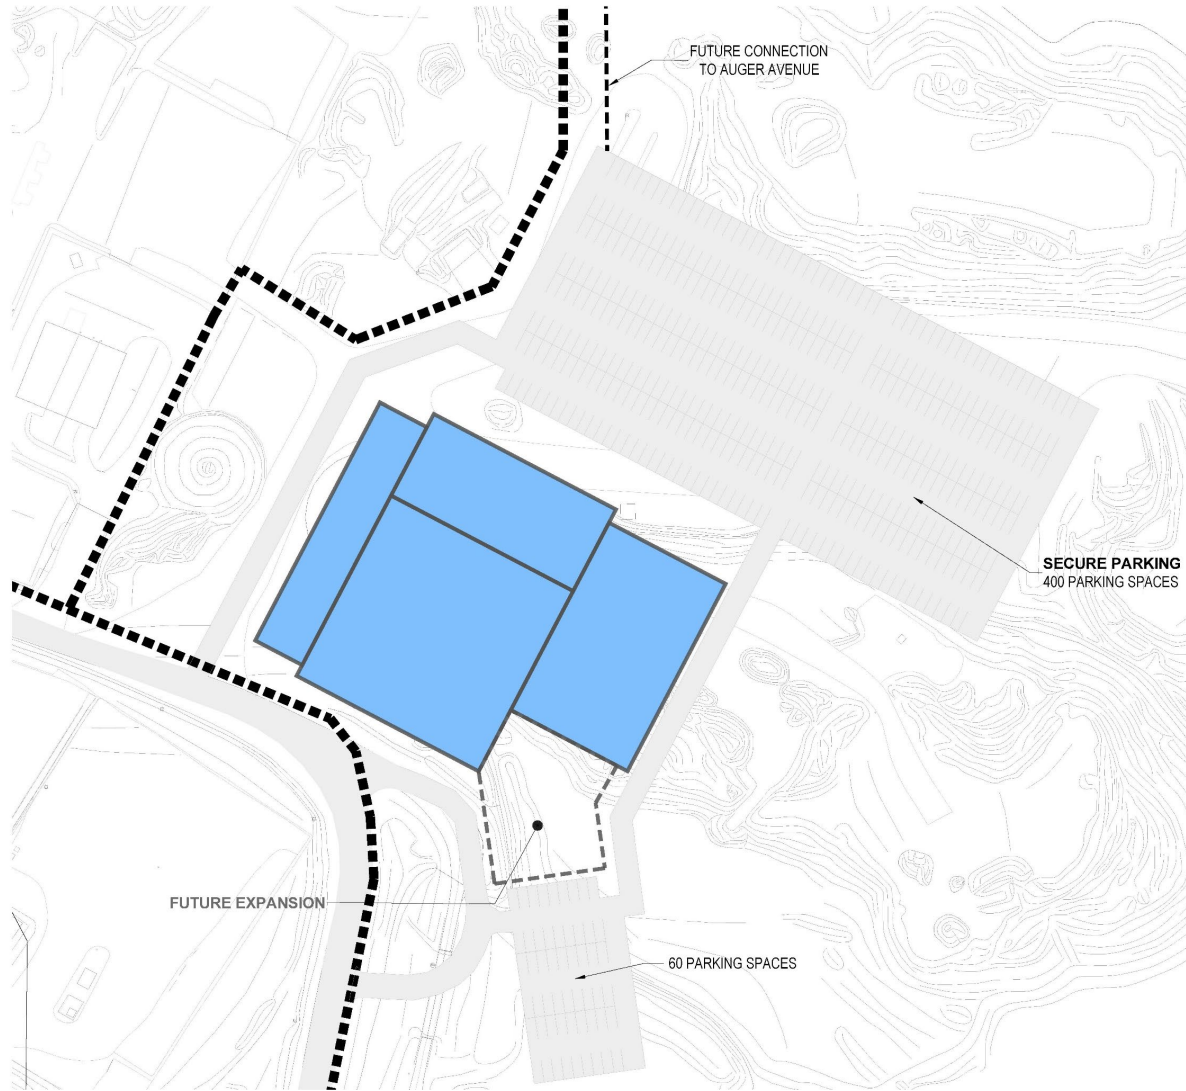 FUTURE CONNECTION
TO AUGER AVENUE
SECURE PARKING
400 PARKING SPACES
FUTURE EXPANSION
60 PARKING SPACES